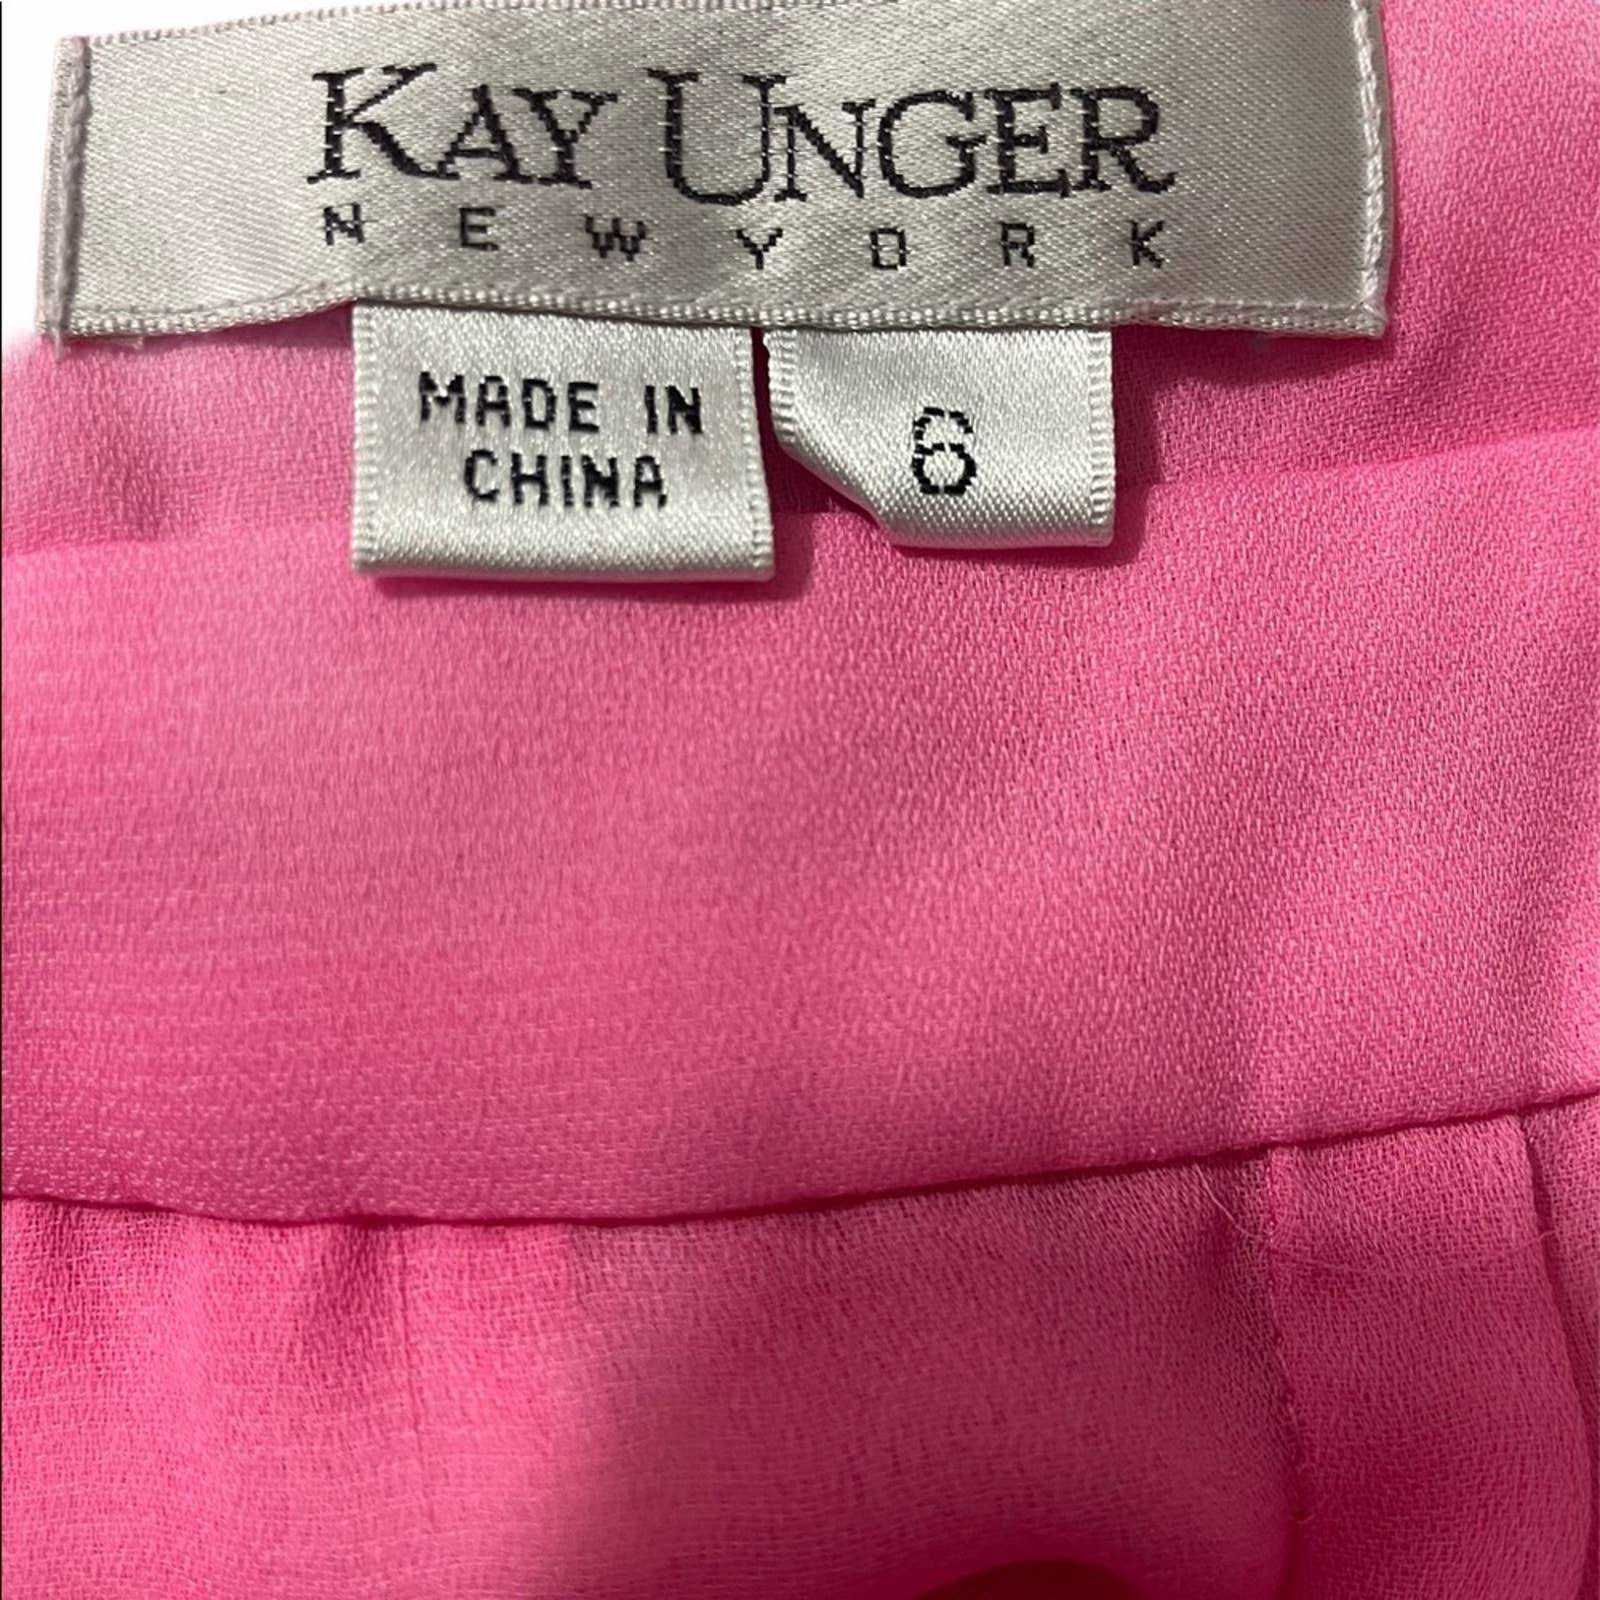 KAY UNGER
NEW YORK
MADE IN
CHINA
6